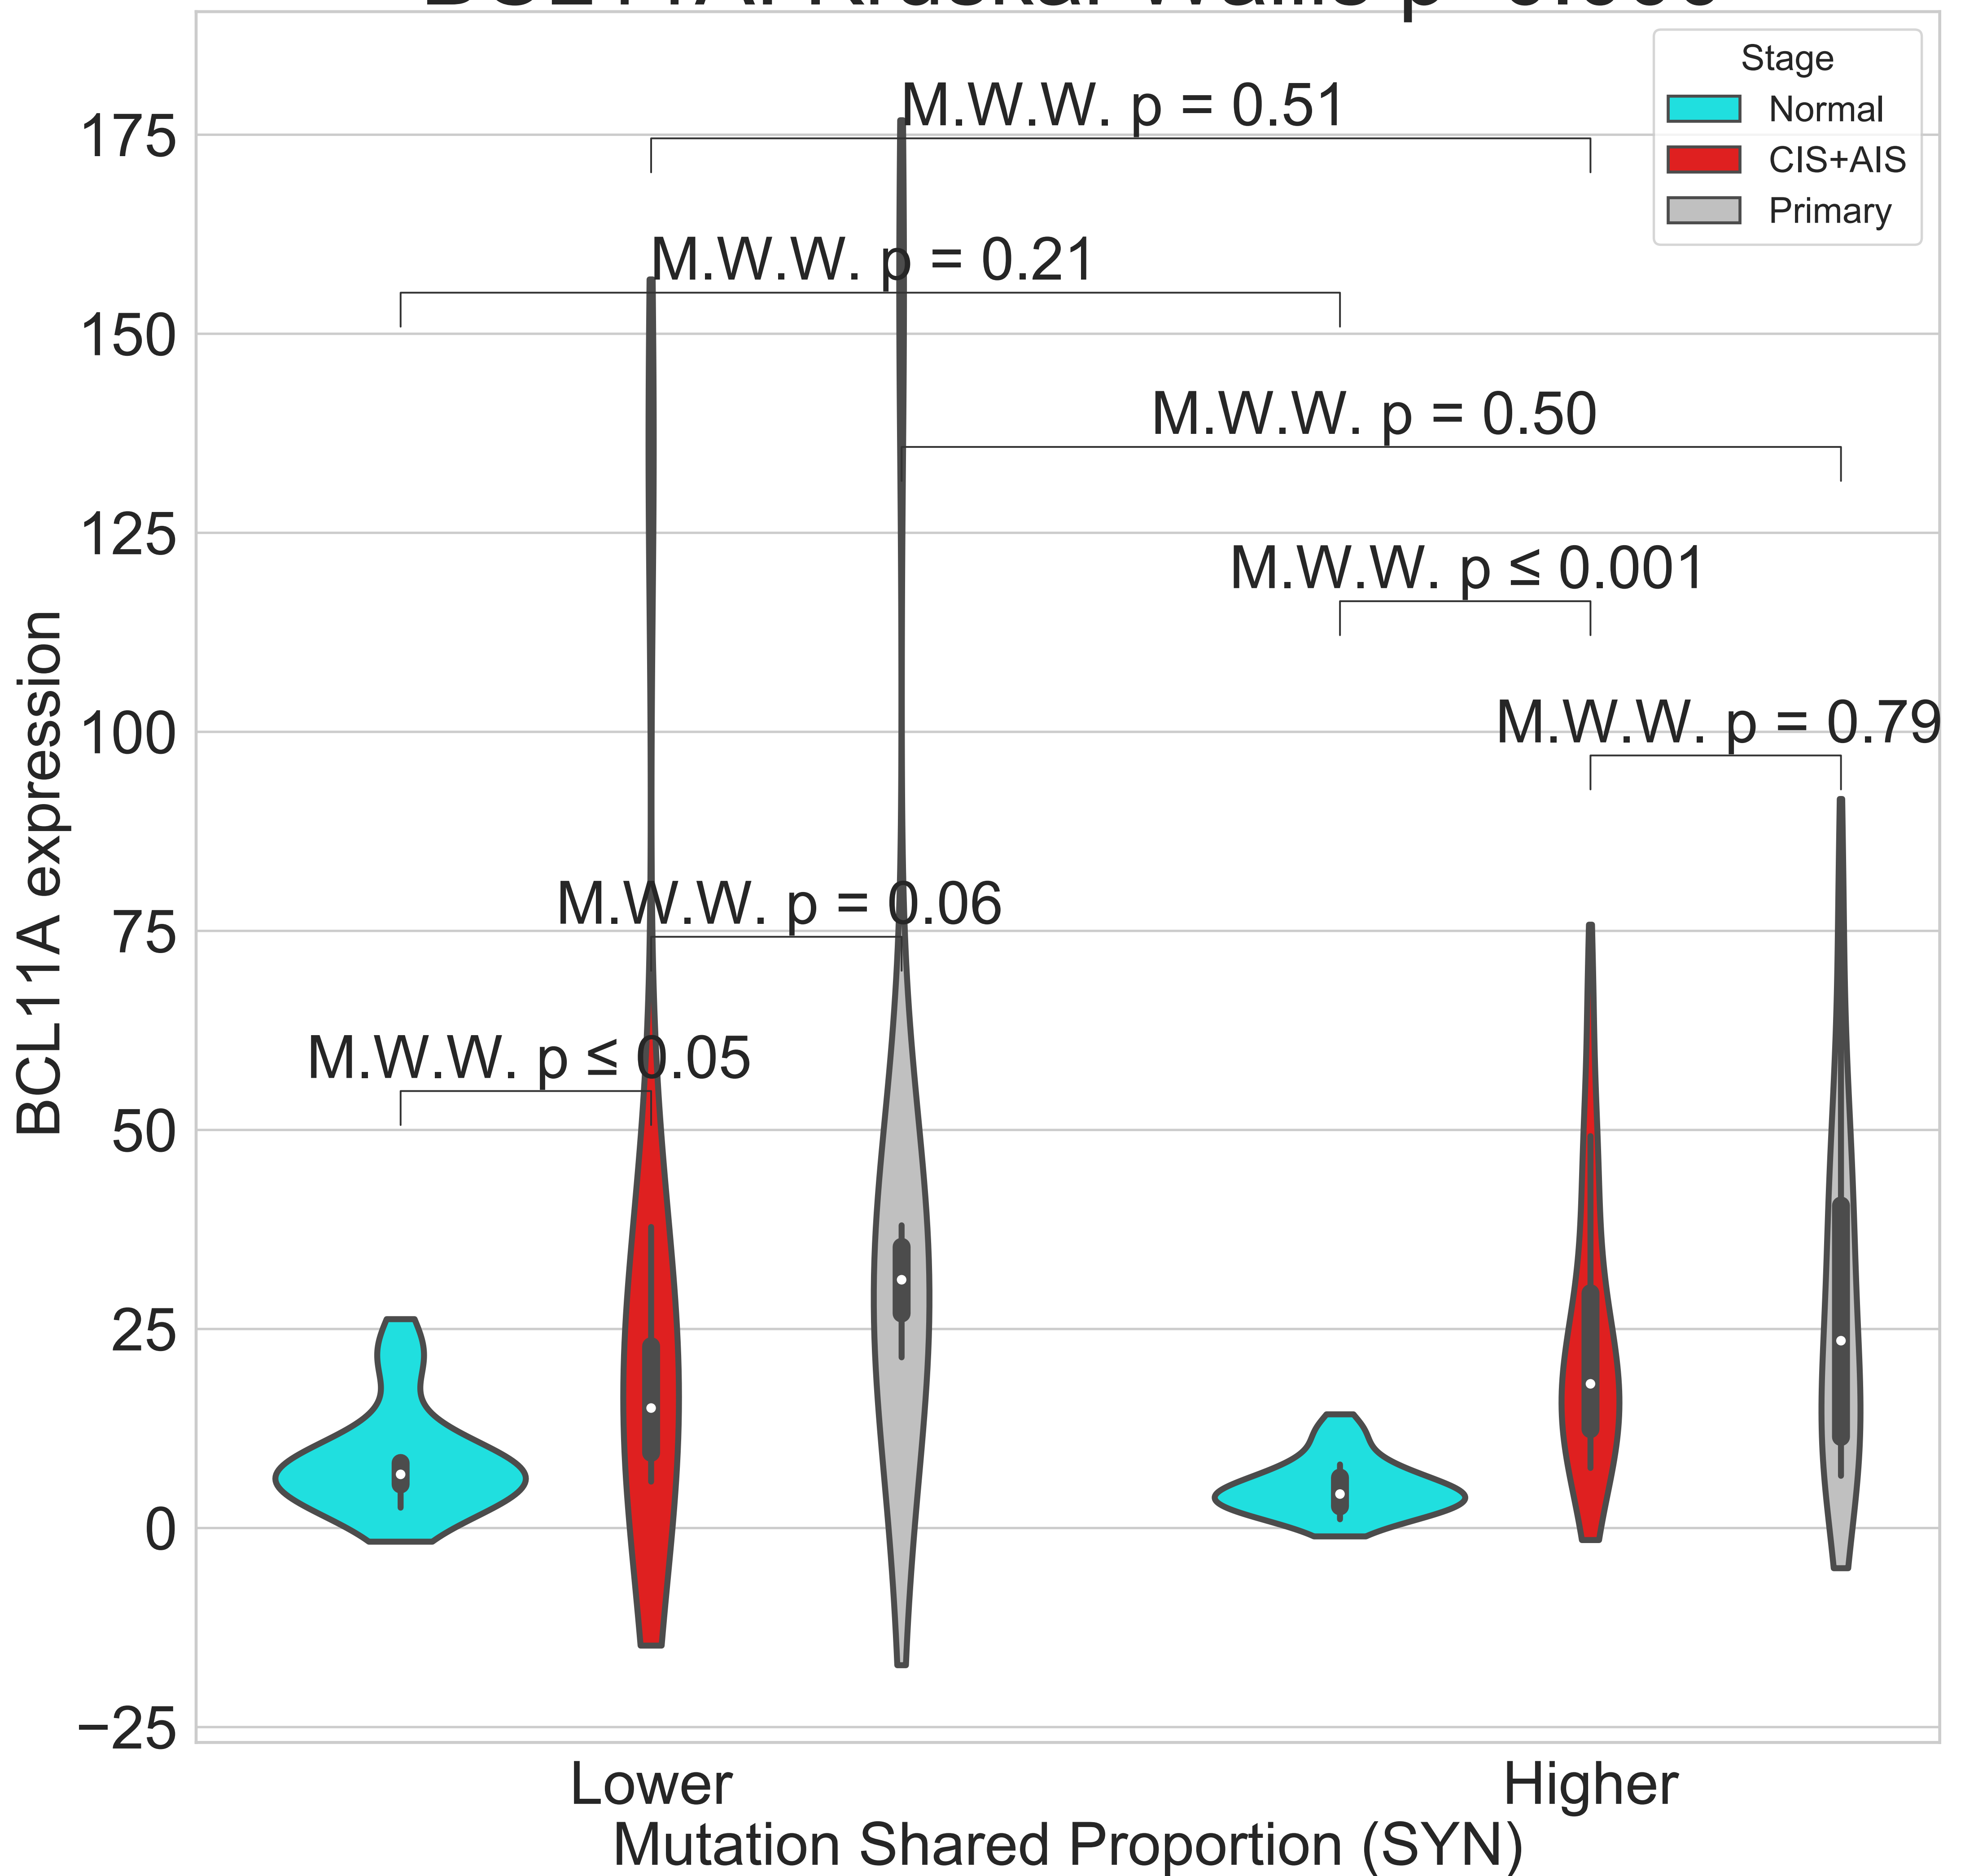 Stage
Normal
CIS+AIS
Primary
M.W.W. p = 0.51
M.W.W. p = 0.21
M.W.W. p = 0.50
M.W.W. p ≤ 0.001
M.W.W. p = 0.79
M.W.W. p = 0.06
M.W.W. p ≤ 0.05
175
150
125
100
75
50
25
0
−25
BCL11A expression
Lower
Higher
Mutation Shared Proportion (SYN)